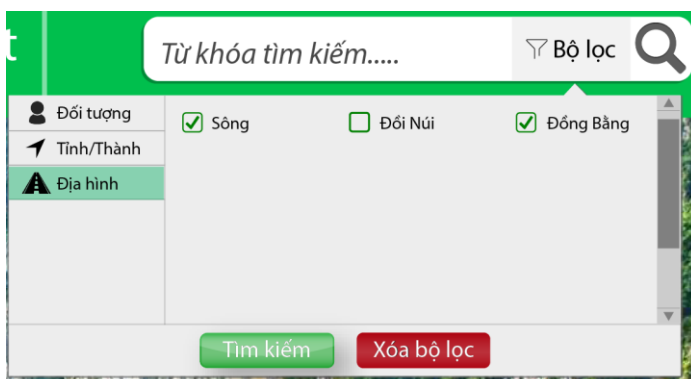 t
Từ khóa tìm kiếm.....
Bộ lọc
Đối tượng
Tỉnh/Thành
Địa hình
Sông
Đồi Núi
Đồng Bằng
Tìm kiếm
Xóa bộ lọc